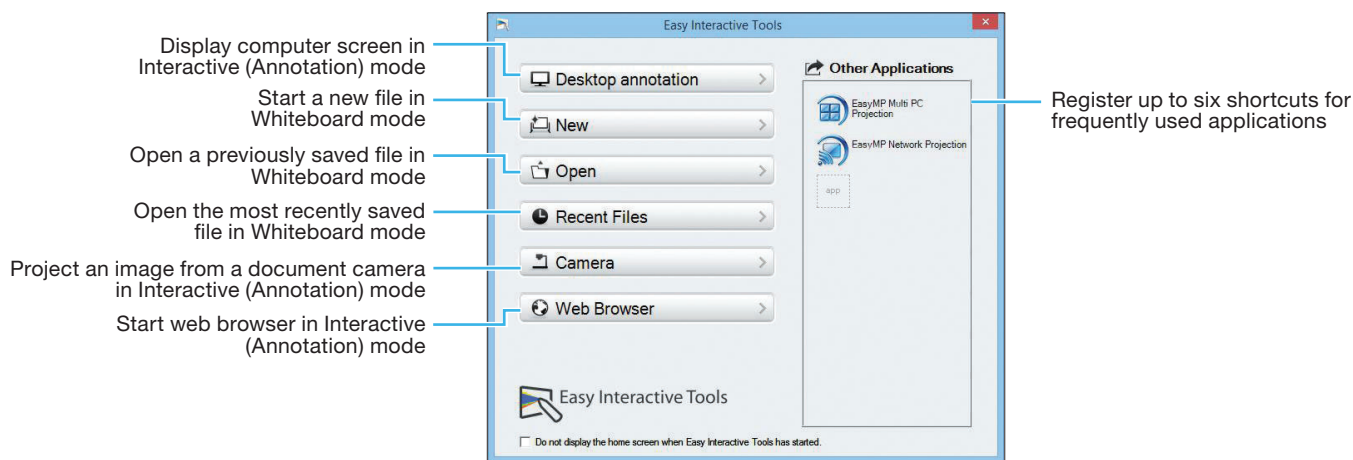 Easy Interactive Tools
Display computer screen in
Interactive (Annotation) mode
Start a new file in
Whiteboard mode
Open a previously saved file in
Whiteboard mode
Open the most recently saved
file in Whiteboard mode
Project an image from a document camera
in Interactive (Annotation) mode
Start web browser in Interactive
(Annotation) mode
Desktop annotation
New
Open
Recent Files
Camera
Web Browser
Other Applications
EasyMP Multi PC
Projection
EasyMP Network Projection
app
Register up to six shortcuts for
frequently used applications
Easy Interactive Tools
Do not display the home screen when Easy Interactive Tools has started.